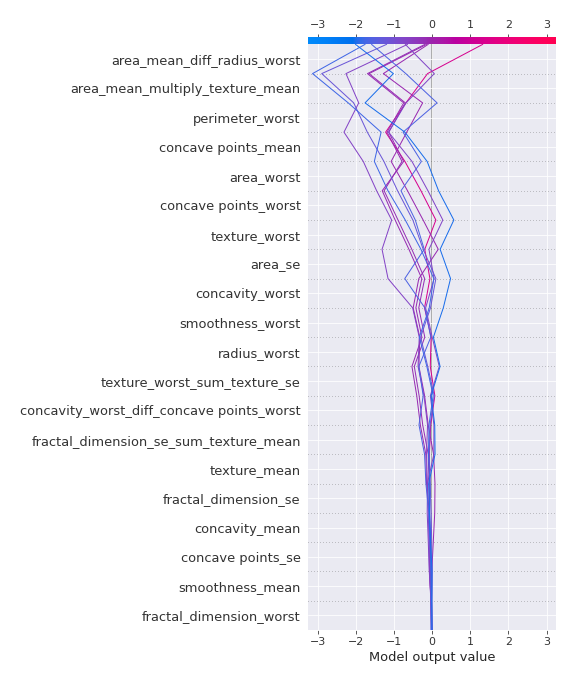 −3 −2 −1 0 1 2 3
area_mean_diff_radius_worst
area_mean_multiply_texture_mean
perimeter_worst
concave points_mean
area_worst
concave points_worst
texture_worst
area_se
concavity_worst
smoothness_worst
radius_worst
texture_worst_sum_texture_se
concavity_worst_diff_concave points_worst
fractal_dimension_se_sum_texture_mean
texture_mean
fractal_dimension_se
concavity_mean
concave points_se
smoothness_mean
fractal_dimension_worst
−3 −2 −1 0 1 2 3
Model output value